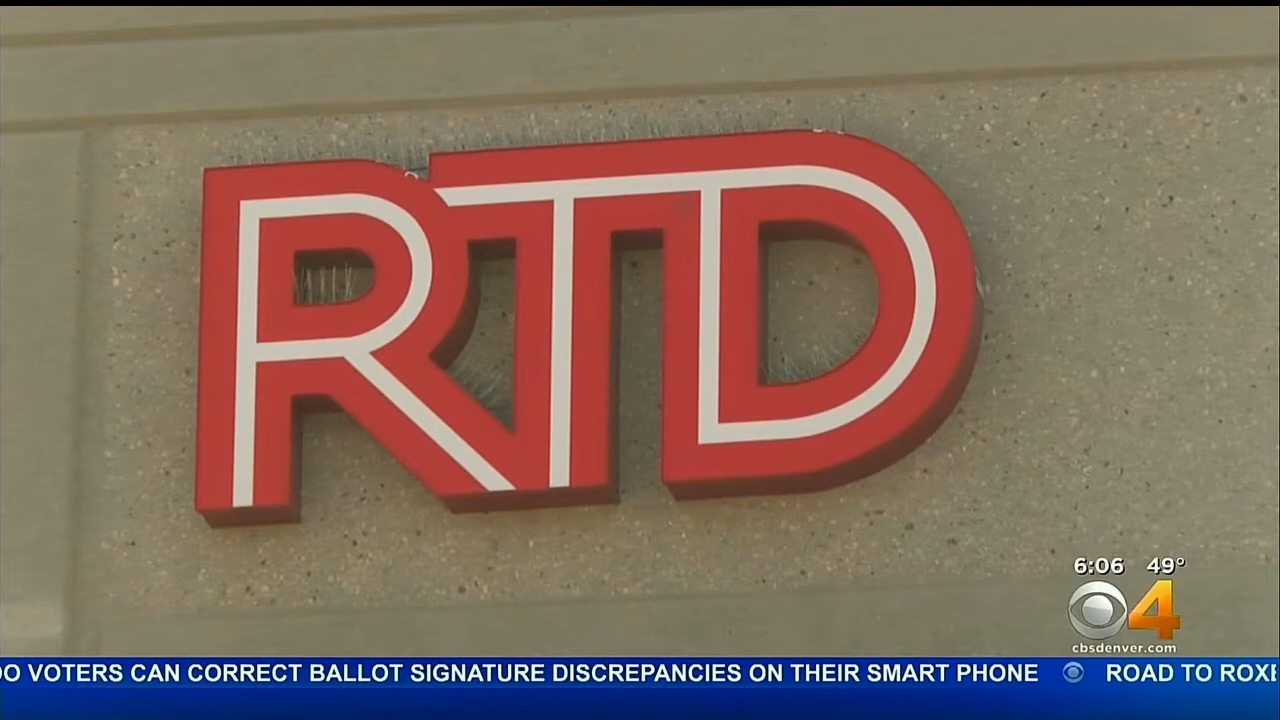 RTD
6:06 49°
4
cbsdenver.com
VOTERS CAN CORRECT BALLOT SIGNATURE DISCREPANCIES ON THEIR SMART PHONE ROAD TO